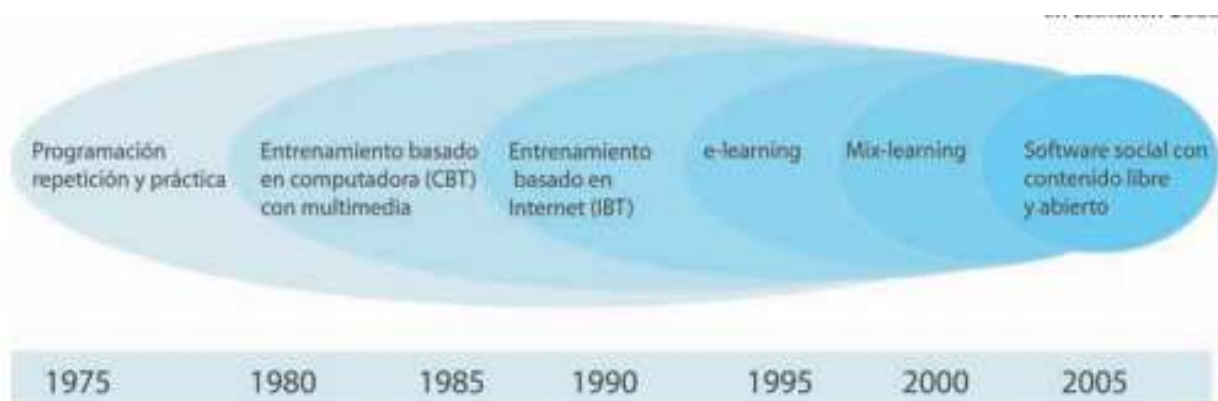 Programación
repetición y práctica
Entrenamiento basado
en computadora (CBT)
con multimedia
Entrenamiento
basado en
Internet (IBT)
e-learning
Mix-learning
Software social con
contenido libre
y abierto
1975 1980 1985 1990 1995 2000 2005